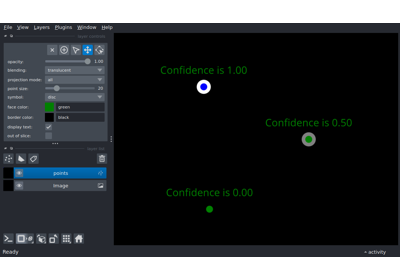 File View Layers Plugins Window Help
layer controls
opacity: 1.00
blending: translucent
projection mode: all
point size: 20
symbol: disc
face color: green
border color: black
display text:
out of slice:
layer list
points
Image
Confidence is 1.00
Confidence is 0.50
Confidence is 0.00
Ready
activity